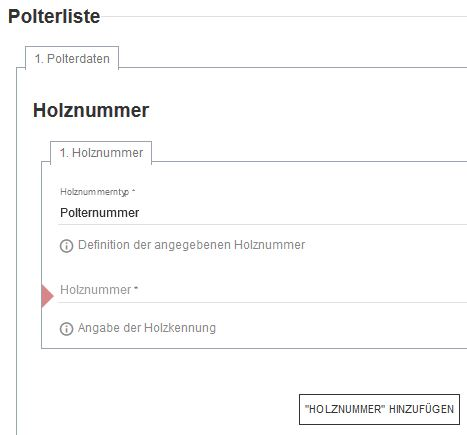 Polterliste
1. Polterdaten
Holznummer
1. Holznummer
Holznummerntyp *
Polternummer
Definition der angegebenen Holznummer
Holznummer *
Angabe der Holzkennung
"HOLZNUMMER" HINZUFÜGEN